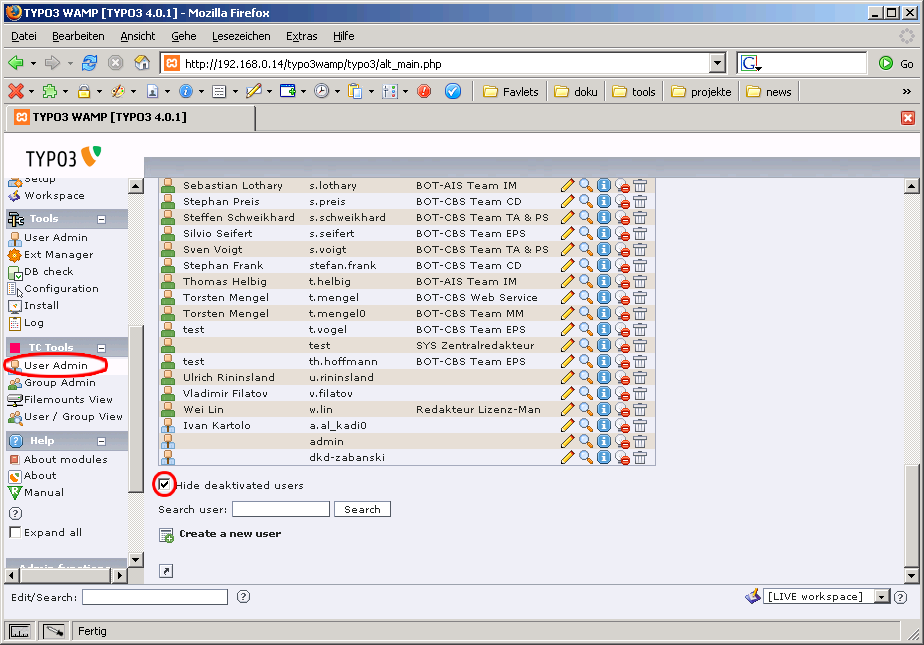 TYPO3 WAMP [TYPO3 4.0.1] - Mozilla Firefox
Datei Bearbeiten Ansicht Gehe Lesezeichen Extras Hilfe
http://192.168.0.14/typo3wamp/typo3/alt_main.php G Go
Favlets doku tools projekte news »
TYPO3 WAMP [TYPO3 4.0.1]
TYPO3
Setup
Workspace
Tools
User Admin
Ext Manager
DB check
Configuration
Install
Log
TC Tools
User Admin
Group Admin
Filemounts View
User / Group View
Help
About modules
About
Manual
Expand all
Admin functions
Sebastian Lothary s.lothary BOT-AIS Team IM
Stephan Preis s.preis BOT-CBS Team CD
Steffen Schweikhard s.schweikhard BOT-CBS Team TA & PS
Silvio Seifert s.seifert BOT-CBS Team EPS
Sven Voigt s.voigt BOT-CBS Team TA & PS
Stephan Frank stefan.frank BOT-CBS Team CD
Thomas Helbig t.helbig BOT-AIS Team IM
Torsten Mengel t.mengel BOT-CBS Web Service
Torsten Mengel t.mengel0 BOT-CBS Team MM
test t.vogel BOT-CBS Team EPS
test SYS Zentralredakteur
test th.hoffmann BOT-CBS Team EPS
Ulrich Rininsland u.rininsland
Vladimir Filatov v.filatov
Wei Lin w.lin Redakteur Lizenz-Man
Ivan Kartolo a.al_kadi0
admin
dkd-zabanski
Hide deaktivated users
Search user: Search
Create a new user
Edit/Search: [LIVE workspace]
Fertig